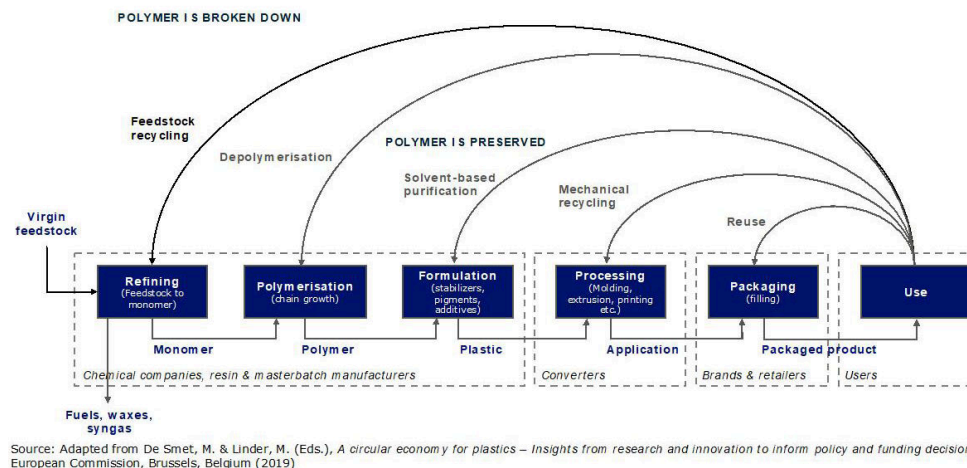 POLYMER IS BROKEN DOWN
Feedstock
recycling
Depolymerisation
POLYMER IS PRESERVED
Solvent-based
purification
Mechanical
recycling
Reuse
Virgin
feedstock
Refining
(Feedstock to
monomer)
Polymerisation
(chain growth)
Formulation
(stabilizers,
pigments,
additives)
Processing
(Molding,
extrusion, printing
etc.)
Packaging
(filling)
Use
Monomer
Polymer
Plastic
Application
Packaged product
Chemical companies, resin & masterbatch manufacturers
Converters
Brands & retailers
Users
Fuels, waxes,
syngas
Source: Adapted from De Smet, M. & Linder, M. (Eds.), A circular economy for plastics – Insights from research and innovation to inform policy and funding decision
European Commission, Brussels, Belgium (2019)